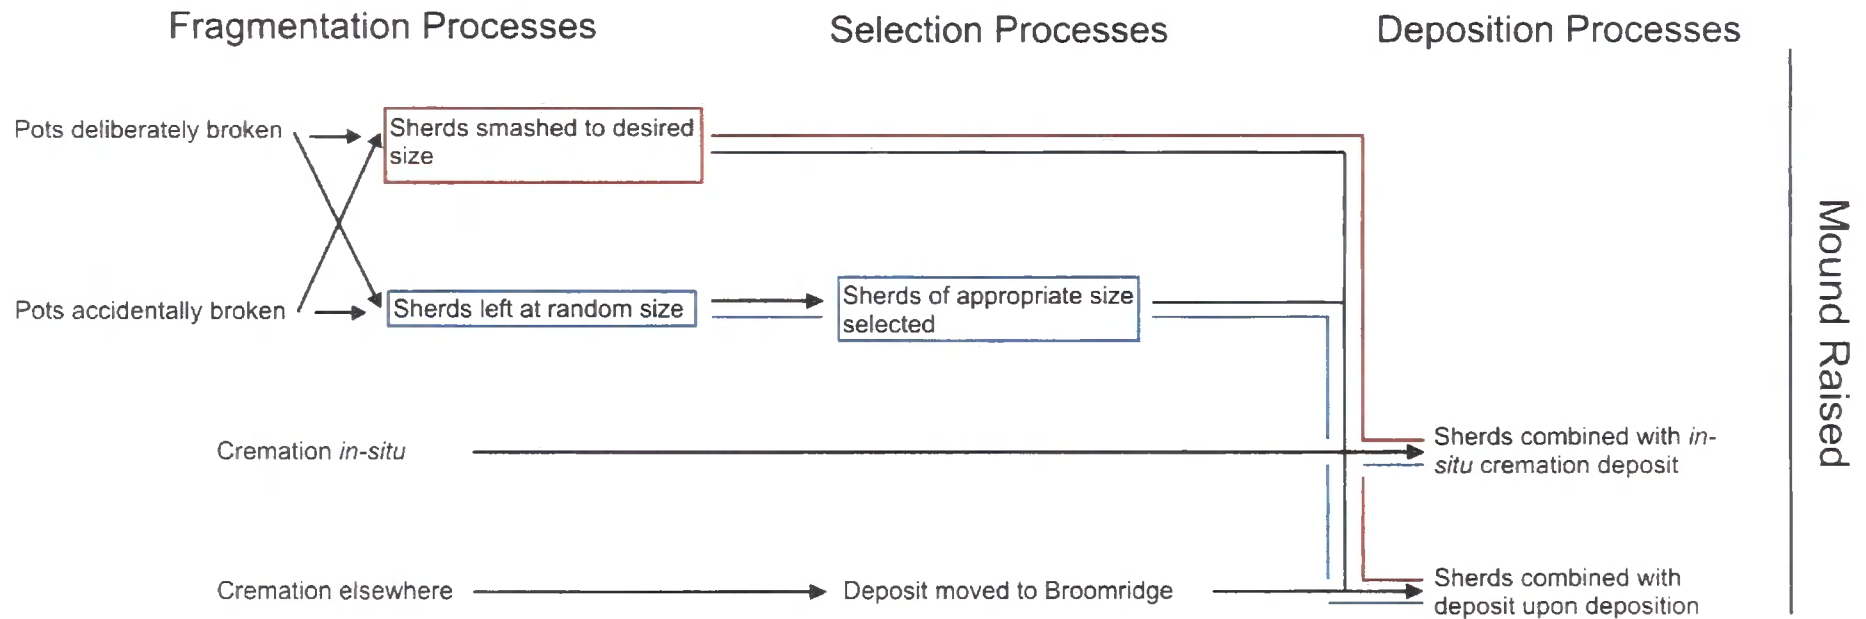 Fragmentation Processes
Selection Processes
Deposition Processes
Pots deliberately broken
Sherds smashed to desired
size
Pots accidentally broken
Sherds left at random size
Sherds of appropriate size
selected
Cremation in-situ
Sherds combined with in-
situ cremation deposit
Cremation elsewhere
Deposit moved to Broomridge
Sherds combined with
deposit upon deposition
Mound Raised